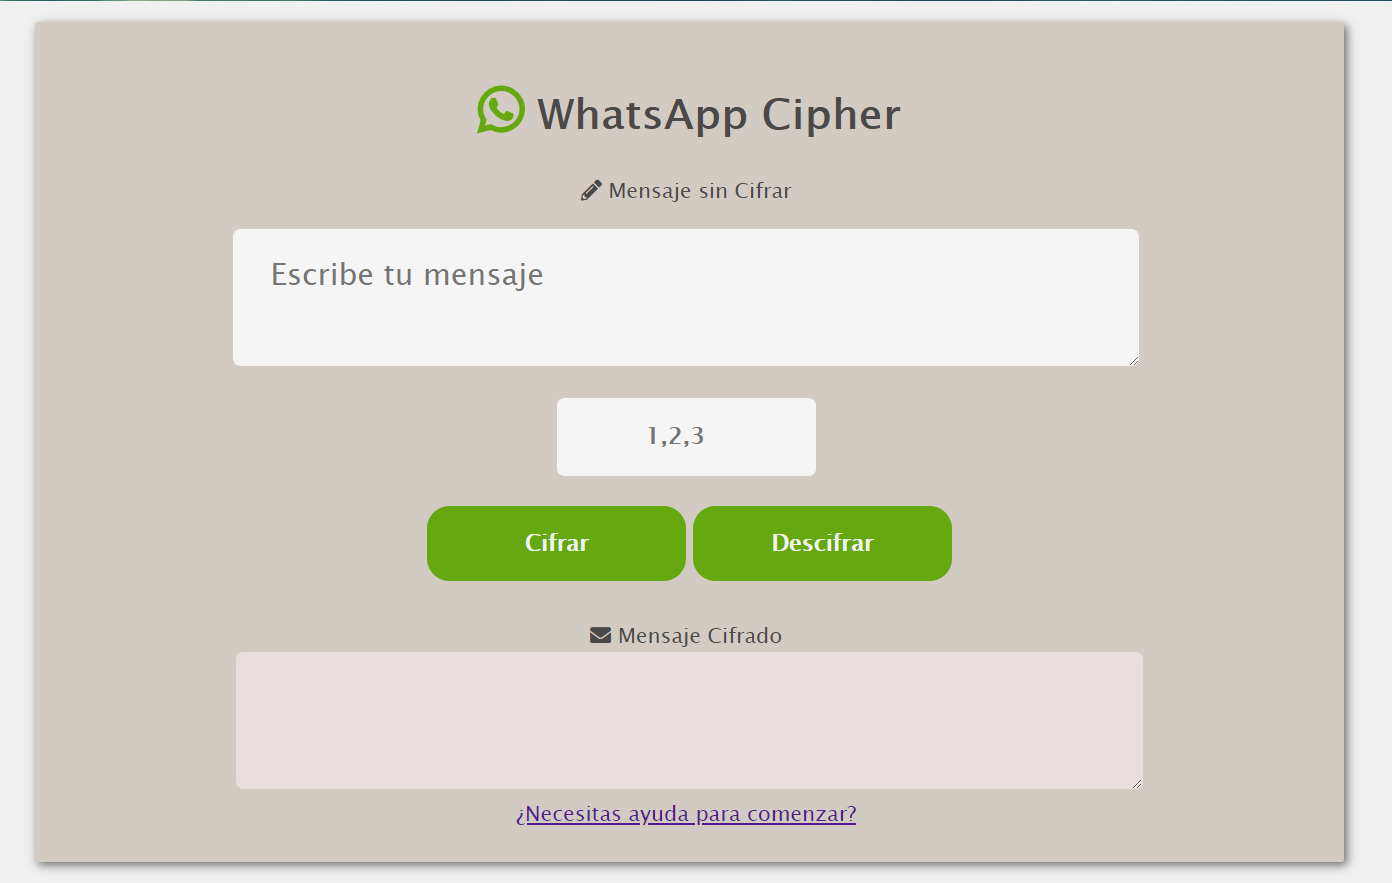 WhatsApp Cipher
Mensaje sin Cifrar
Escribe tu mensaje
1,2,3
Cifrar Descifrar
Mensaje Cifrado
¿Necesitas ayuda para comenzar?